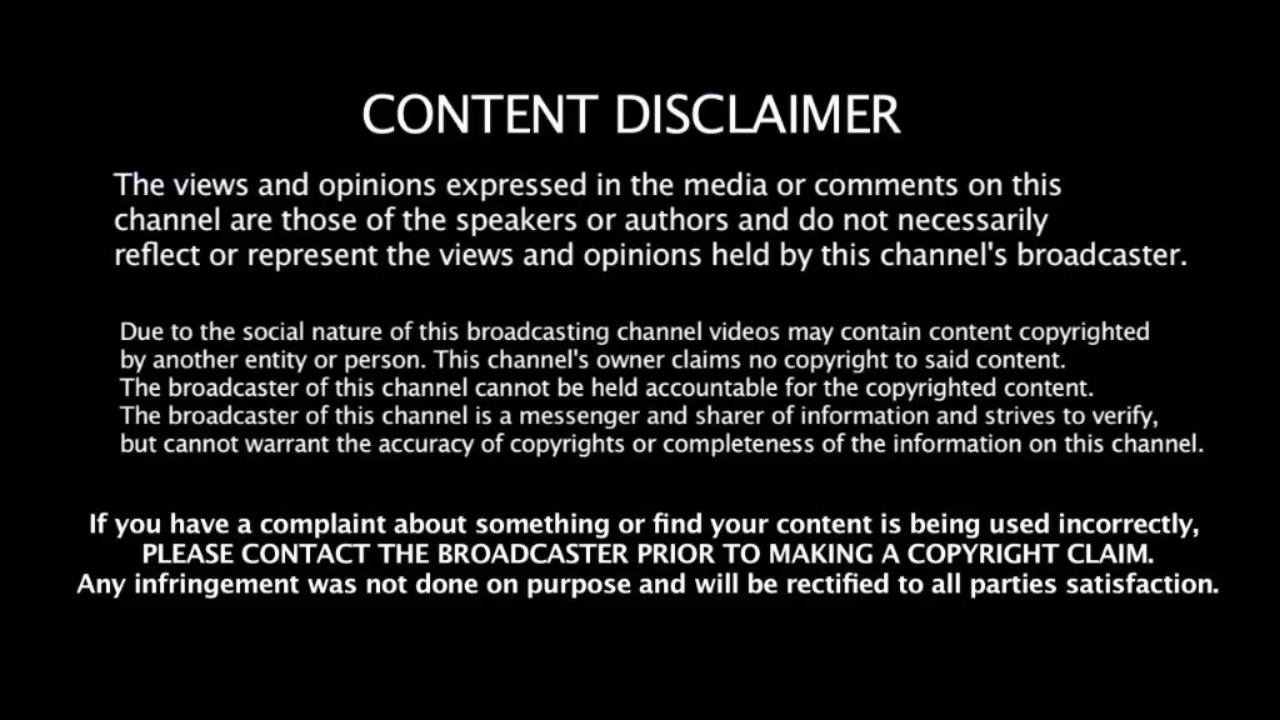 CONTENT DISCLAIMER
The views and opinions expressed in the media or comments on this
channel are those of the speakers or authors and do not necessarily
reflect or represent the views and opinions held by this channel's broadcaster.
Due to the social nature of this broadcasting channel videos may contain content copyrighted
by another entity or person. This channel's owner claims no copyright to said content.
The broadcaster of this channel cannot be held accountable for the copyrighted content.
The broadcaster of this channel is a messenger and sharer of information and strives to verify,
but cannot warrant the accuracy of copyrights or completeness of the information on this channel.
If you have a complaint about something or find your content is being used incorrectly,
PLEASE CONTACT THE BROADCASTER PRIOR TO MAKING A COPYRIGHT CLAIM.
Any infringement was not done on purpose and will be rectified to all parties satisfaction.